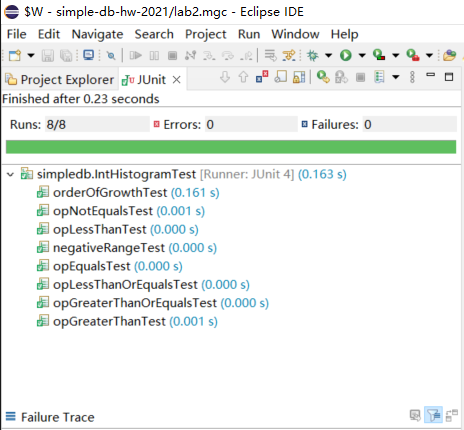 $W - simple-db-hw-2021/lab2.mgc - Eclipse IDE
File Edit Navigate Search Project Run Window Help
Project Explorer JUnit
Finished after 0.23 seconds
Runs: 8/8 Errors: 0 Failures: 0
simpledb.IntHistogramTest [Runner: JUnit 4] (0.163 s)
orderOfGrowthTest (0.161 s)
opNotEqualsTest (0.001 s)
opLessThanTest (0.000 s)
negativeRangeTest (0.000 s)
opEqualsTest (0.000 s)
opLessThanOrEqualsTest (0.000 s)
opGreaterThanOrEqualsTest (0.000 s)
opGreaterThanTest (0.001 s)
Failure Trace